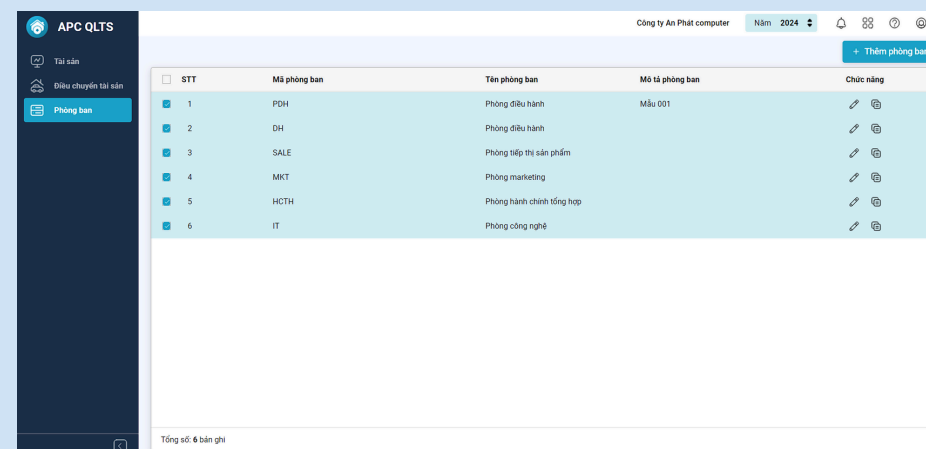 APC QLTS
Công ty An Phát computer
Năm 2024
Tài sản
Điều chuyển tài sản
Phòng ban
+ Thêm phòng ban
STT Mã phòng ban Tên phòng ban Mô tả phòng ban Chức năng
1 PDH Phòng điều hành Mẫu 001
2 DH Phòng điều hành
3 SALE Phòng tiếp thị sản phẩm
4 MKT Phòng marketing
5 HCTH Phòng hành chính tổng hợp
6 IT Phòng công nghệ
Tổng số: 6 bản ghi